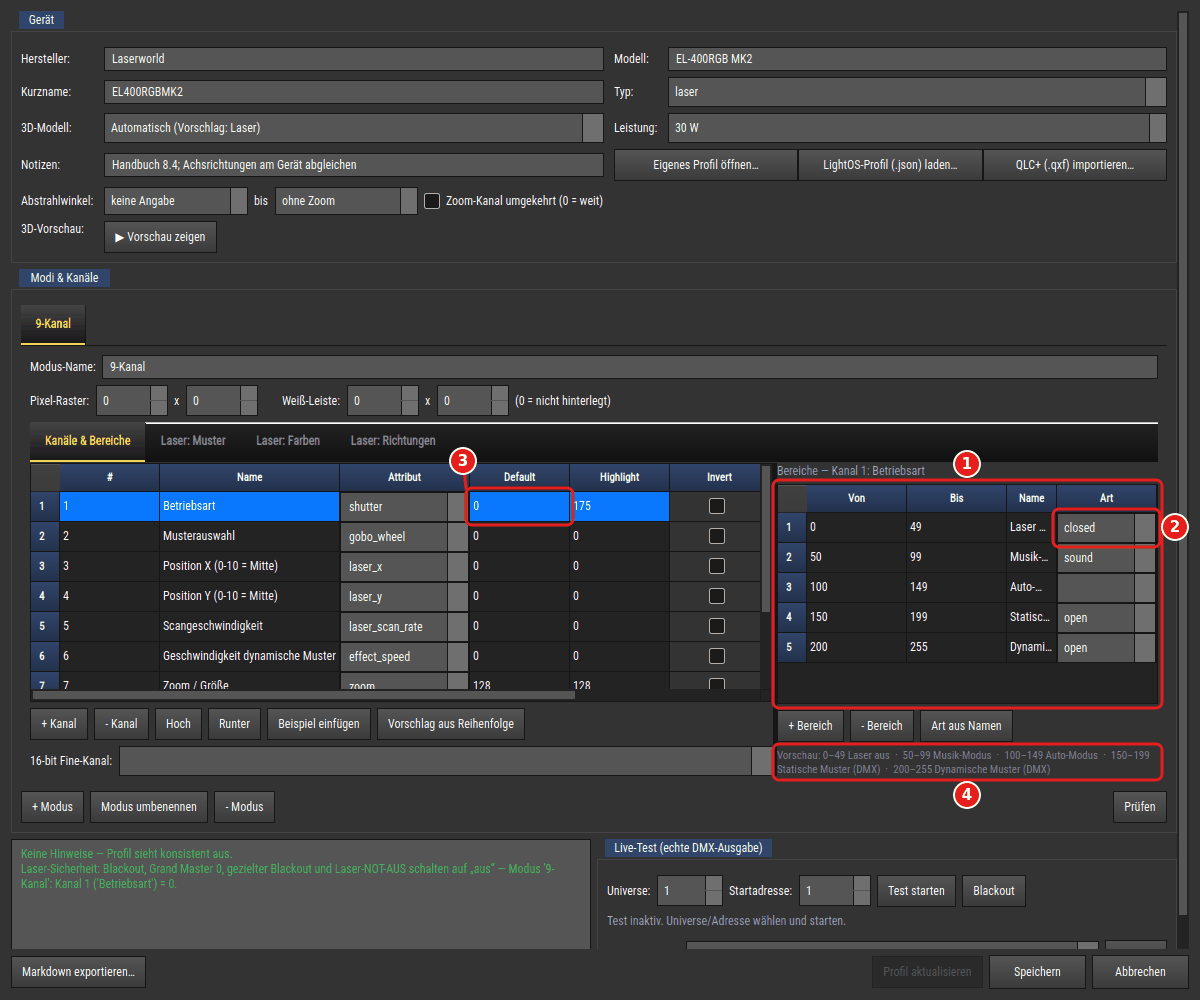 Gerät
Hersteller: Laserworld Modell: EL-400RGB MK2
Kurzname: EL400RGBMK2 Typ: laser
3D-Modell: Automatisch (Vorschlag: Laser) Leistung: 30 W
Notizen: Handbuch 8.4; Achsrichtungen am Gerät abgleichen Eigenes Profil öffnen… LightOS-Profil (.json) laden… QLC+ (.qxf) importieren…
Abstrahlwinkel: keine Angabe bis ohne Zoom Zoom-Kanal umgekehrt (0 = weit)
3D-Vorschau: ▶ Vorschau zeigen
Modi & Kanäle
9-Kanal
Modus-Name: 9-Kanal
Pixel-Raster: 0 x 0 Weiß-Leiste: 0 x 0 (0 = nicht hinterlegt)
Kanäle & Bereiche Laser: Muster Laser: Farben Laser: Richtungen
3
1
Bereiche — Kanal 1: Betriebsart
# Name Attribut Default Highlight Invert
1 1 Betriebsart shutter 0 175
2 2 Musterauswahl gobo_wheel 0 0
3 3 Position X (0-10 = Mitte) laser_x 0 0
4 4 Position Y (0-10 = Mitte) laser_y 0 0
5 5 Scangeschwindigkeit laser_scan_rate 0 0
6 6 Geschwindigkeit dynamische Muster effect_speed 0 0
7 7 Zoom / Größe zoom 128 128
Von Bis Name Art
1 0 49 Laser … closed
2
2 50 99 Musik-… sound
3 100 149 Auto-…
4 150 199 Statisc… open
5 200 255 Dynami… open
+ Kanal - Kanal Hoch Runter Beispiel einfügen Vorschlag aus Reihenfolge
+ Bereich - Bereich Art aus Namen
16-bit Fine-Kanal:
Vorschau: 0–49 Laser aus · 50–99 Musik-Modus · 100–149 Auto-Modus · 150–199
Statische Muster (DMX) · 200–255 Dynamische Muster (DMX)
4
+ Modus Modus umbenennen - Modus Prüfen
Keine Hinweise — Profil sieht konsistent aus.
Laser-Sicherheit: Blackout, Grand Master 0, gezielter Blackout und Laser-NOT-AUS schalten auf „aus“ — Modus '9-
Kanal': Kanal 1 ('Betriebsart') = 0.
Live-Test (echte DMX-Ausgabe)
Universe: 1 Startadresse: 1 Test starten Blackout
Test inaktiv. Universe/Adresse wählen und starten.
Markdown exportieren… Profil aktualisieren Speichern Abbrechen